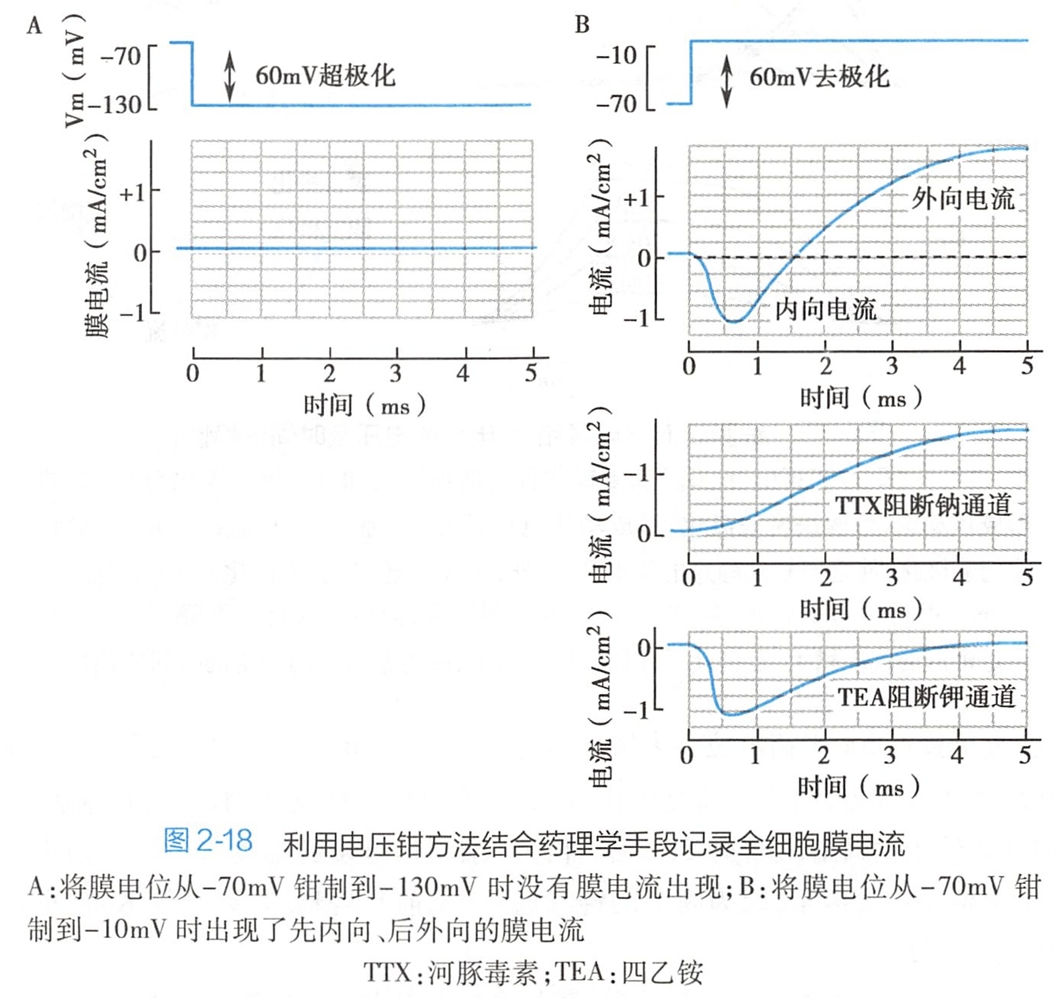 A
Vm(mV)
-70
-130
60mV超极化
膜电流(mA/cm²)
+1
0
-1
0 1 2 3 4 5
时间(ms)
B
-10
-70
60mV去极化
电流(mA/cm²)
+1
0
-1
外向电流
内向电流
0 1 2 3 4 5
时间(ms)
电流(mA/cm²)
-1
0
TTX阻断钠通道
0 1 2 3 4 5
时间(ms)
电流(mA/cm²)
0
-1
TEA阻断钾通道
0 1 2 3 4 5
时间(ms)
图2-18 利用电压钳方法结合药理学手段记录全细胞膜电流
A:将膜电位从-70mV钳制到-130mV时没有膜电流出现;B:将膜电位从-70mV钳
制到-10mV时出现了先内向、后外向的膜电流
TTX:河豚毒素;TEA:四乙铵